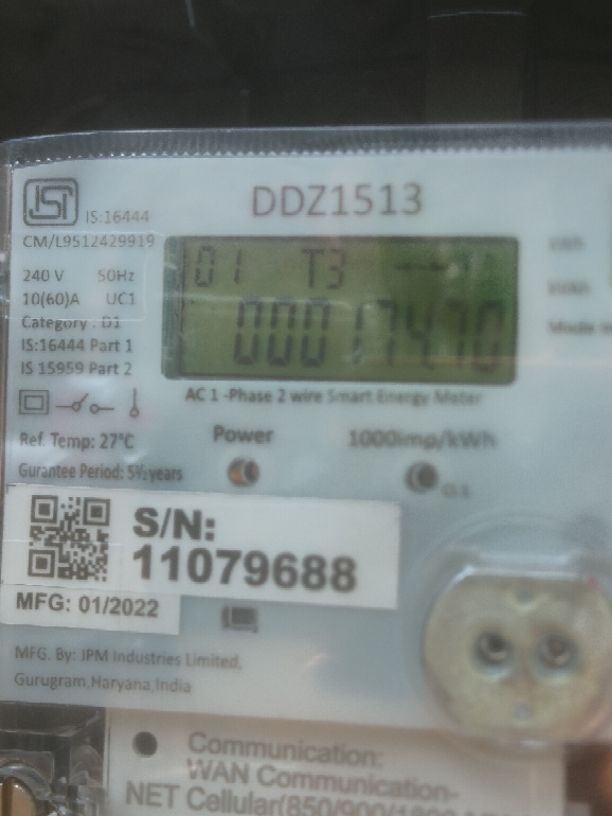 ISI
IS:16444
DDZ1513
CM/L9512429919
240 V 50Hz
10(60)A UC1
Category : D1
IS:16444 Part 1
IS 15959 Part 2
01 T3
AC 1 -Phase 2 wire Smart Energy Meter
Ref. Temp: 27°C
Gurantee Period: 5½ years
Power
1000imp/kWh
S/N:
11079688
MFG: 01/2022
MFG. By: JPM Industries Limited,
Gurugram,Haryana,India
Communication:
WAN Communication-
NET Cellular(850/900/1800